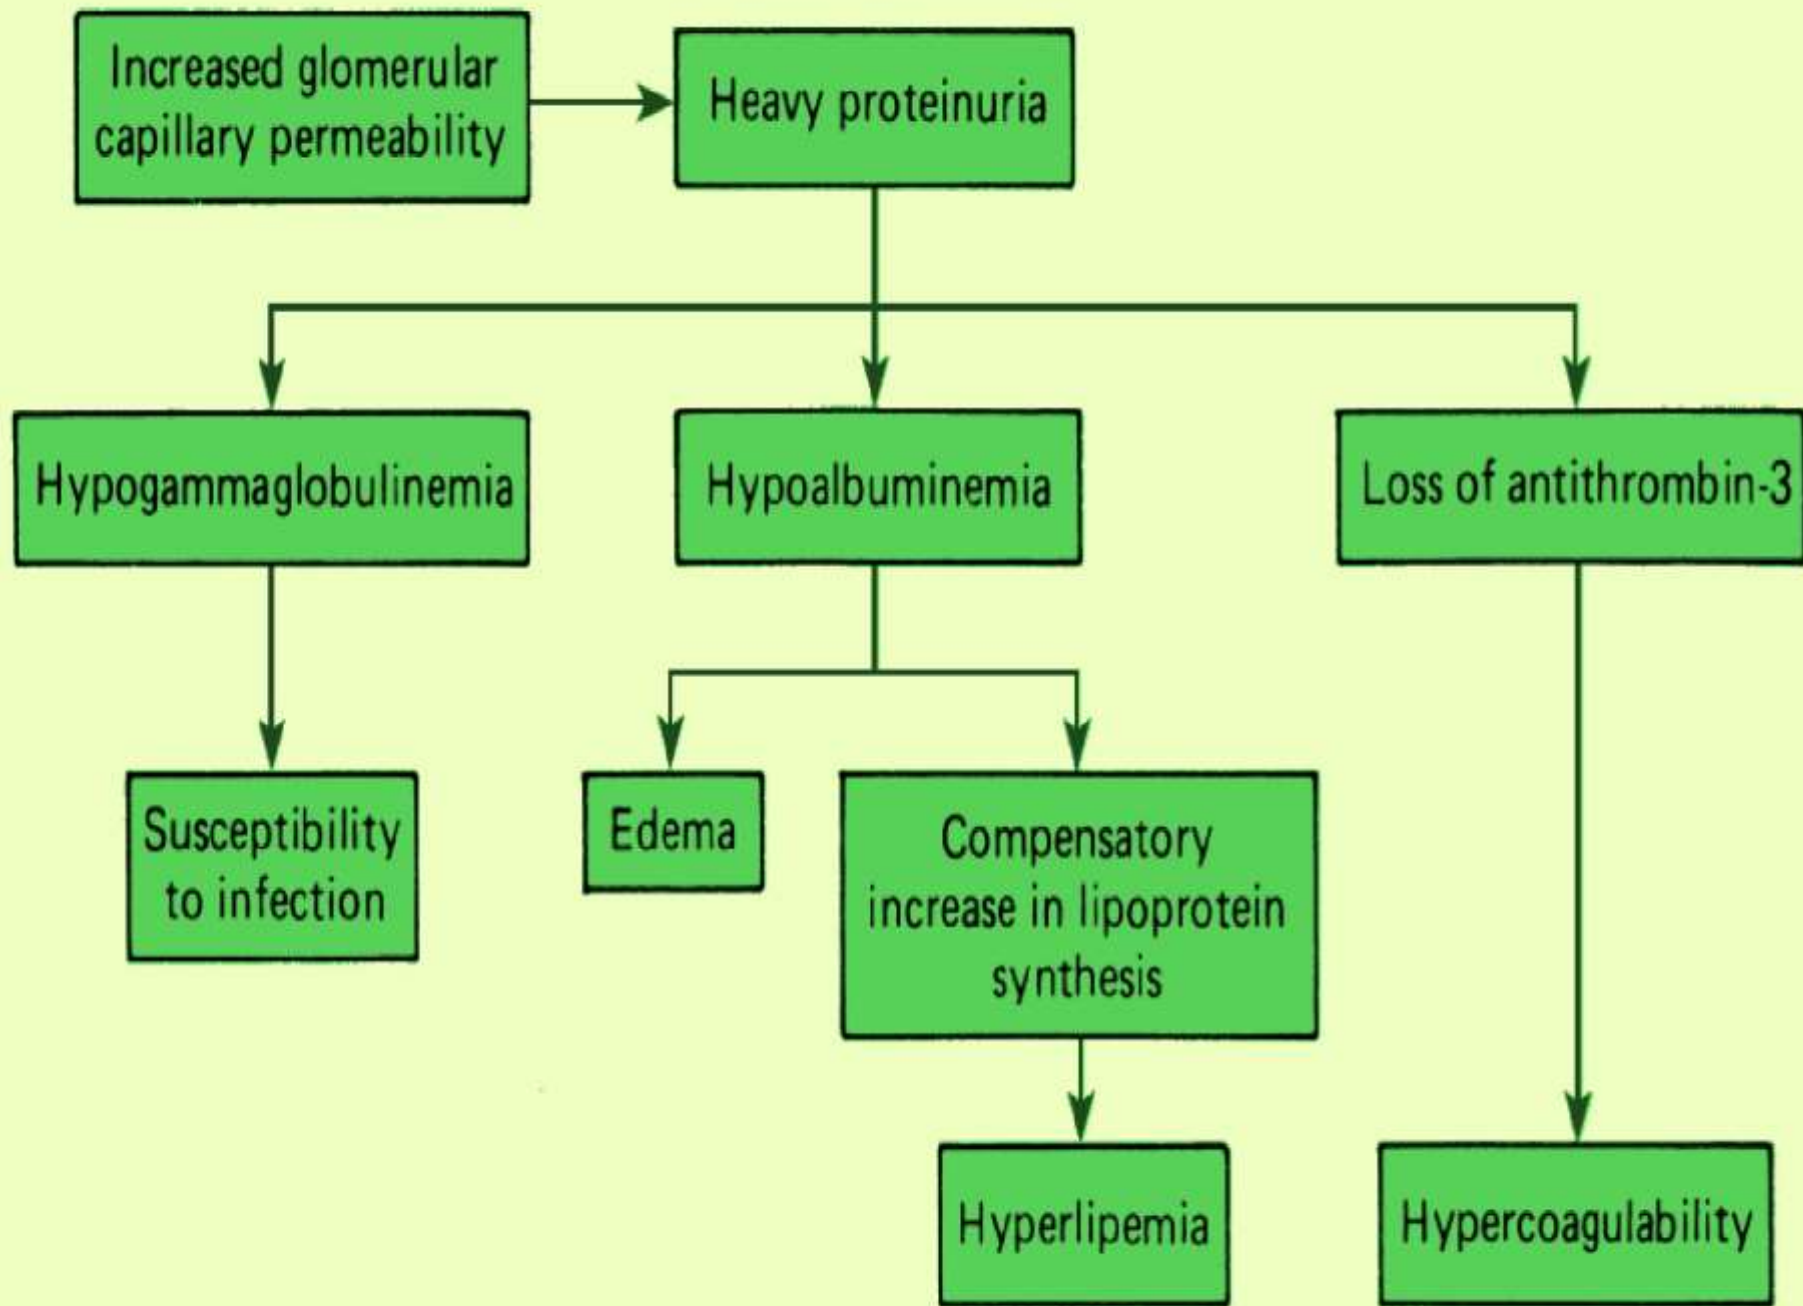 Increased glomerular
capillary permeability
Heavy proteinuria
Hypogammaglobulinemia
Hypoalbuminemia
Loss of antithrombin-3
Susceptibility
to infection
Edema
Compensatory
increase in lipoprotein
synthesis
Hyperlipemia
Hypercoagulability